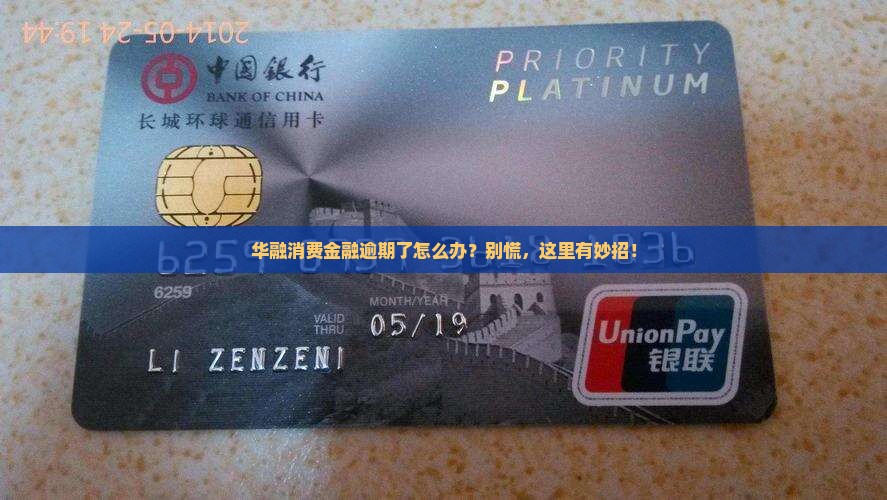 2014-05-24 19:44
中国银行
BANK OF CHINA
长城环球通信用卡
PRIORITY
PLATINUM
华融消费金融逾期了怎么办？别慌，这里有妙招！
6259
MONTH/YEAR
VALID
THRU
05/19
LI ZENZENI
UnionPay
银联